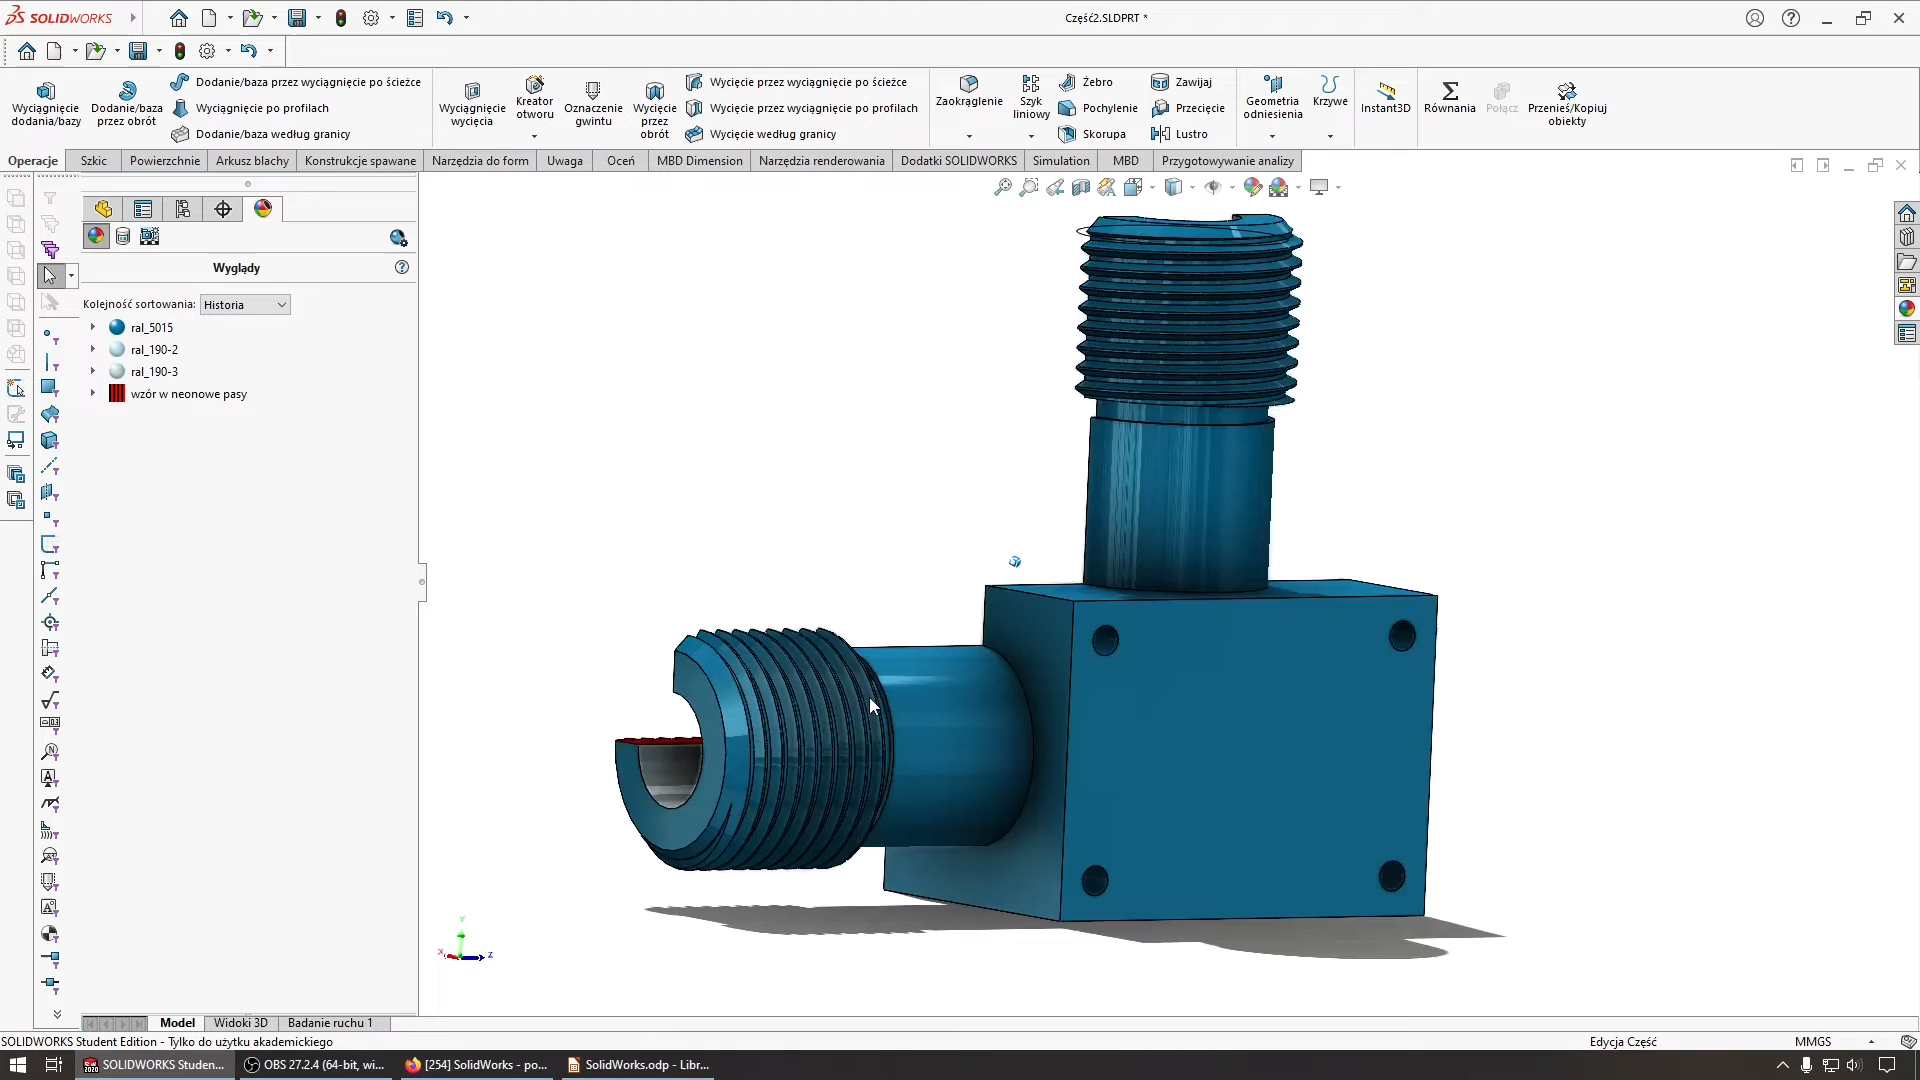 SOLIDWORKS
Część2.SLDPRT *
Wyciągnięcie dodania/bazy
Dodanie/baza przez obrót
Dodanie/baza przez wyciągnięcie po ścieżce
Wyciągnięcie po profilach
Dodanie/baza według granicy
Wyciągnięcie wycięcia
Kreator otworu
Oznaczenie gwintu
Wycięcie przez obrót
Wycięcie przez wyciągnięcie po ścieżce
Wycięcie przez wyciągnięcie po profilach
Wycięcie według granicy
Zaokrąglenie
Szyk liniowy
Żebro
Pochylenie
Skorupa
Zawijaj
Przecięcie
Lustro
Geometria odniesienia
Krzywe
Instant3D
Równania
Połącz
Przenieś/Kopiuj obiekty
Operacje
Szkic
Powierzchnie
Arkusz blachy
Konstrukcje spawane
Narzędzia do form
Uwaga
Oceń
MBD Dimension
Narzędzia renderowania
Dodatki SOLIDWORKS
Simulation
MBD
Przygotowywanie analizy
Wyglądy
Kolejność sortowania: Historia
ral_5015
ral_190-2
ral_190-3
wzór w neonowe pasy
Y
X
Z
Model
Widoki 3D
Badanie ruchu 1
SOLIDWORKS Student Edition - Tylko do użytku akademickiego
Edycja Część
MMGS
SOLIDWORKS Studen...
OBS 27.2.4 (64-bit, wi...
[254] SolidWorks - po...
SolidWorks.odp - Libr...